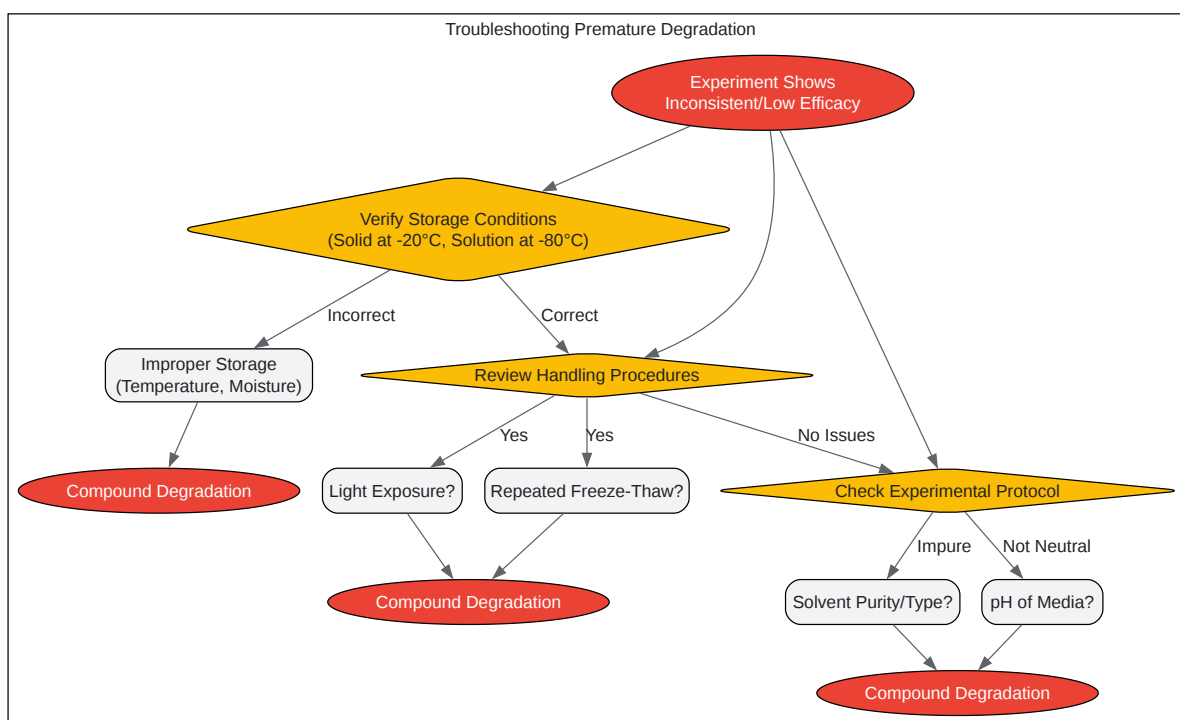 Troubleshooting Premature Degradation
Experiment Shows
Inconsistent/Low Efficacy
Verify Storage Conditions
(Solid at -20°C, Solution at -80°C)
Incorrect
Correct
Improper Storage
(Temperature, Moisture)
Review Handling Procedures
Yes
Yes
No Issues
Compound Degradation
Light Exposure?
Repeated Freeze-Thaw?
Check Experimental Protocol
Impure
Not Neutral
Compound Degradation
Solvent Purity/Type?
pH of Media?
Compound Degradation